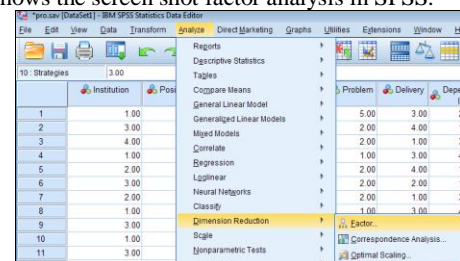 hows the screen shot factor analysis in SPSS.
*pro.sav [DataSet1] - IBM SPSS Statistics Data Editor
File Edit View Data Transform Analyze Direct Marketing Graphs Utilities Extensions Window H
10 : Strategies 3.00
Institution Posi Problem Delivery Depe
Reports
Descriptive Statistics
Tables
Compare Means
General Linear Model
Generalized Linear Models
Mixed Models
Correlate
Regression
Loglinear
Neural Networks
Classify
Dimension Reduction
Scale
Nonparametric Tests
Factor...
Correspondence Analysis...
Optimal Scaling...
1 1.00 5.00 3.00
2 3.00 2.00 4.00
3 4.00 2.00 1.00
4 1.00 1.00 3.00
5 2.00 2.00 4.00
6 3.00 2.00 2.00
7 2.00 2.00 1.00
8 1.00 1.00 3.00
9 3.00
10 1.00
11 3.00